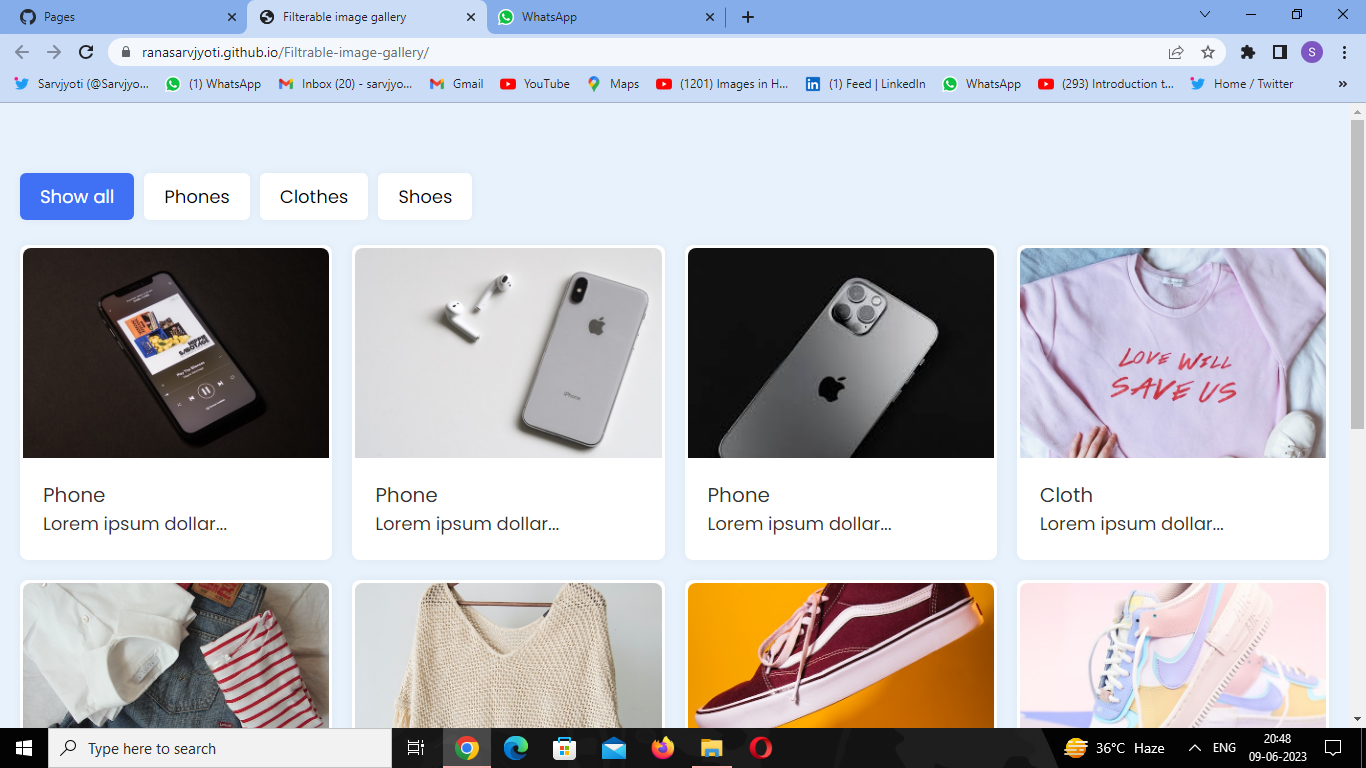 Pages
Filterable image gallery
WhatsApp
ranasarvjyoti.github.io/Filtrable-image-gallery/
S
Sarvjyoti (@Sarvjyo...
(1) WhatsApp
Inbox (20) - sarvjyo...
Gmail
YouTube
Maps
(1201) Images in H...
(1) Feed | LinkedIn
WhatsApp
(293) Introduction t...
Home / Twitter
»
Show all
Phones
Clothes
Shoes
iPhone
LOVE WILL
SAVE US
Phone
Lorem ipsum dollar...
Phone
Lorem ipsum dollar...
Phone
Lorem ipsum dollar...
Cloth
Lorem ipsum dollar...
Type here to search
36°C Haze
ENG
20:48
09-06-2023